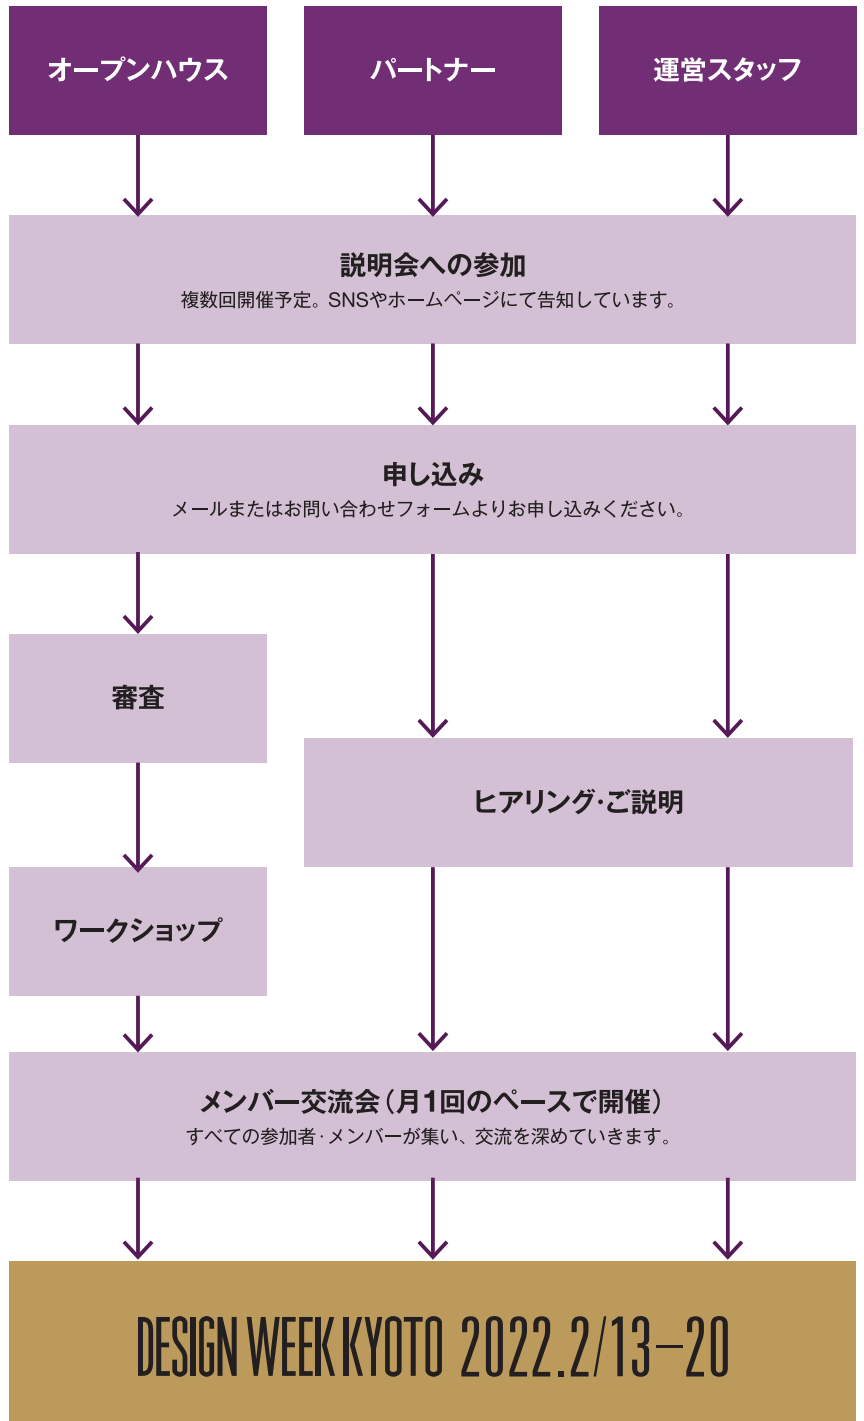 オープンハウス
パートナー
運営スタッフ
説明会への参加
複数回開催予定。SNSやホームページにて告知しています。
申し込み
メールまたはお問い合わせフォームよりお申し込みください。
審査
ヒアリング・ご説明
ワークショップ
メンバー交流会（月1回のペースで開催）
すべての参加者・メンバーが集い、交流を深めていきます。
DESIGN WEEK KYOTO 2022.2/13−20